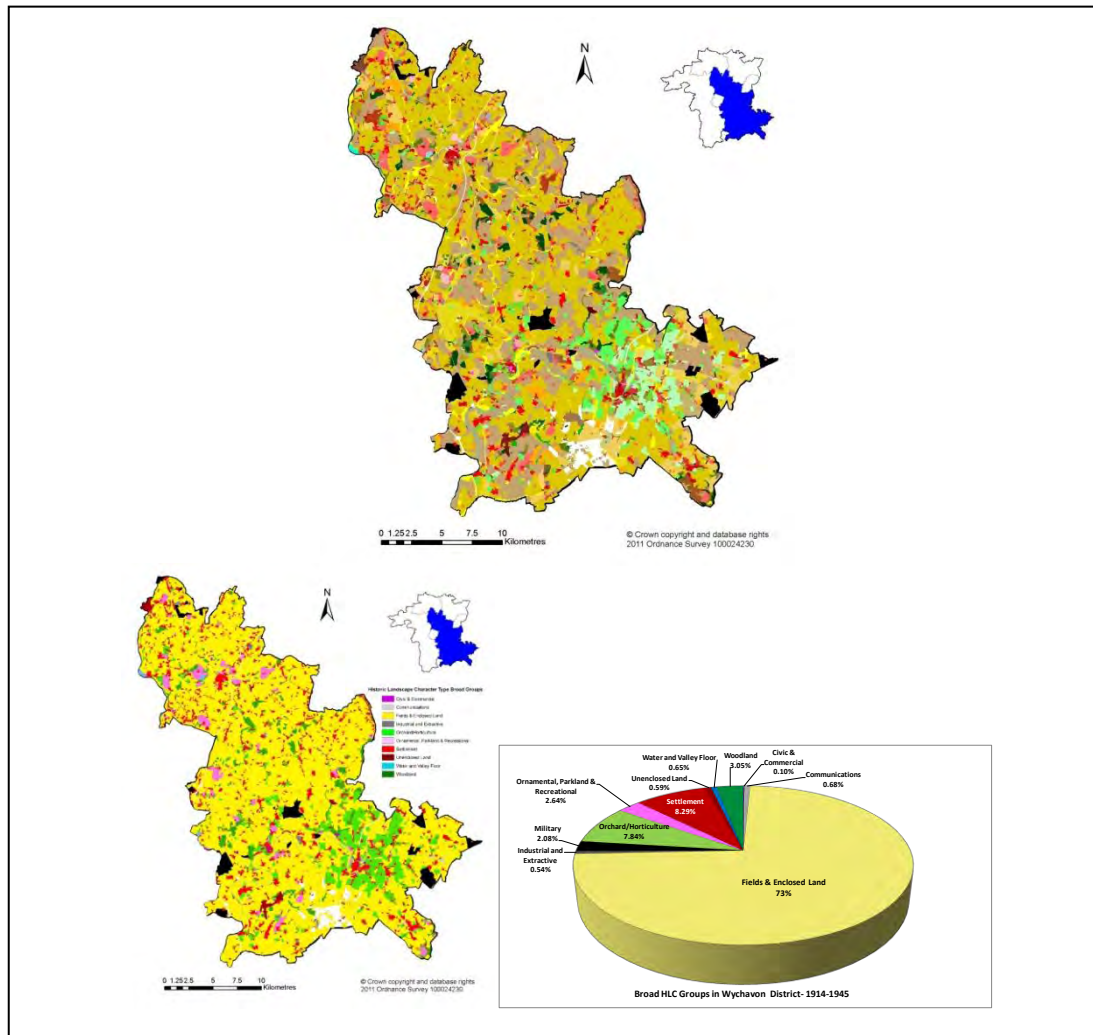 N
0 1.25 2.5 5 7.5 10
Kilometres
© Crown copyright and database rights
2011 Ordnance Survey 100024230
N
Historic Landscape Character Type Broad Groups
Civic & Commercial
Communications
Fields & Enclosed Land
Industrial and Extractive
Orchard/Horticulture
Ornamental, Parkland & Recreational
Settlement
Unenclosed Land
Water and Valley Floor
Woodland
0 1.25 2.5 5 7.5 10
Kilometres
© Crown copyright and database rights
2011 Ordnance Survey 100024230
Water and Valley Floor
0.65%
Woodland
3.05%
Civic &
Commercial
0.10%
Communications
0.68%
Unenclosed Land
0.59%
Ornamental, Parkland &
Recreational
2.64%
Settlement
8.29%
Military
2.08%
Orchard/Horticulture
7.84%
Industrial and
Extractive
0.54%
Fields & Enclosed Land
73%
Broad HLC Groups in Wychavon District- 1914-1945